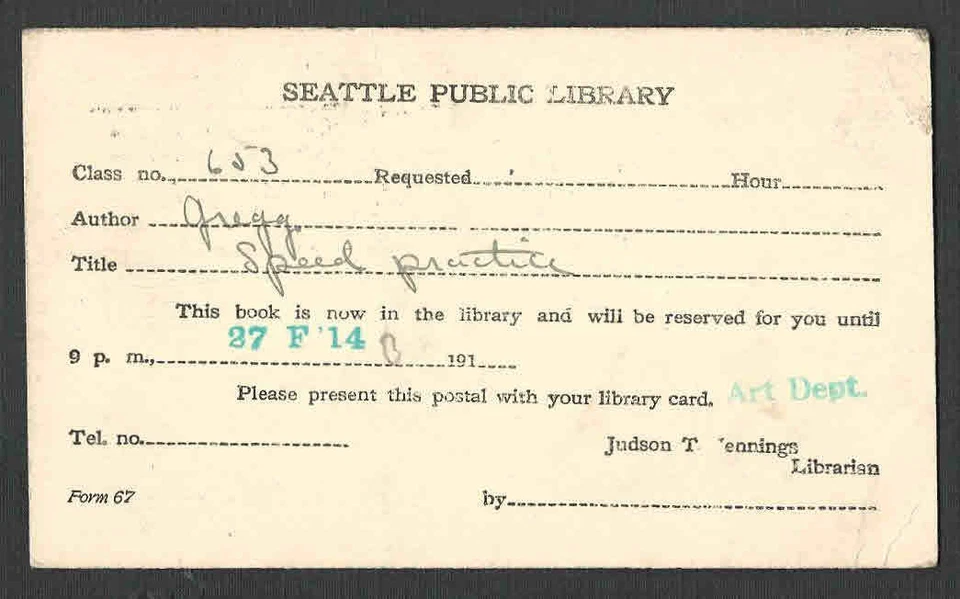 SEATTLE PUBLIC LIBRARY
Class no. 653 Requested Hour
Author Gregg
Title Speed practice
This book is now in the library and will be reserved for you until
27 F '14
9 p. m., B 191
Please present this postal with your library card. Art Dept.
Tel. no. Judson T. Jennings
Librarian
Form 67 by